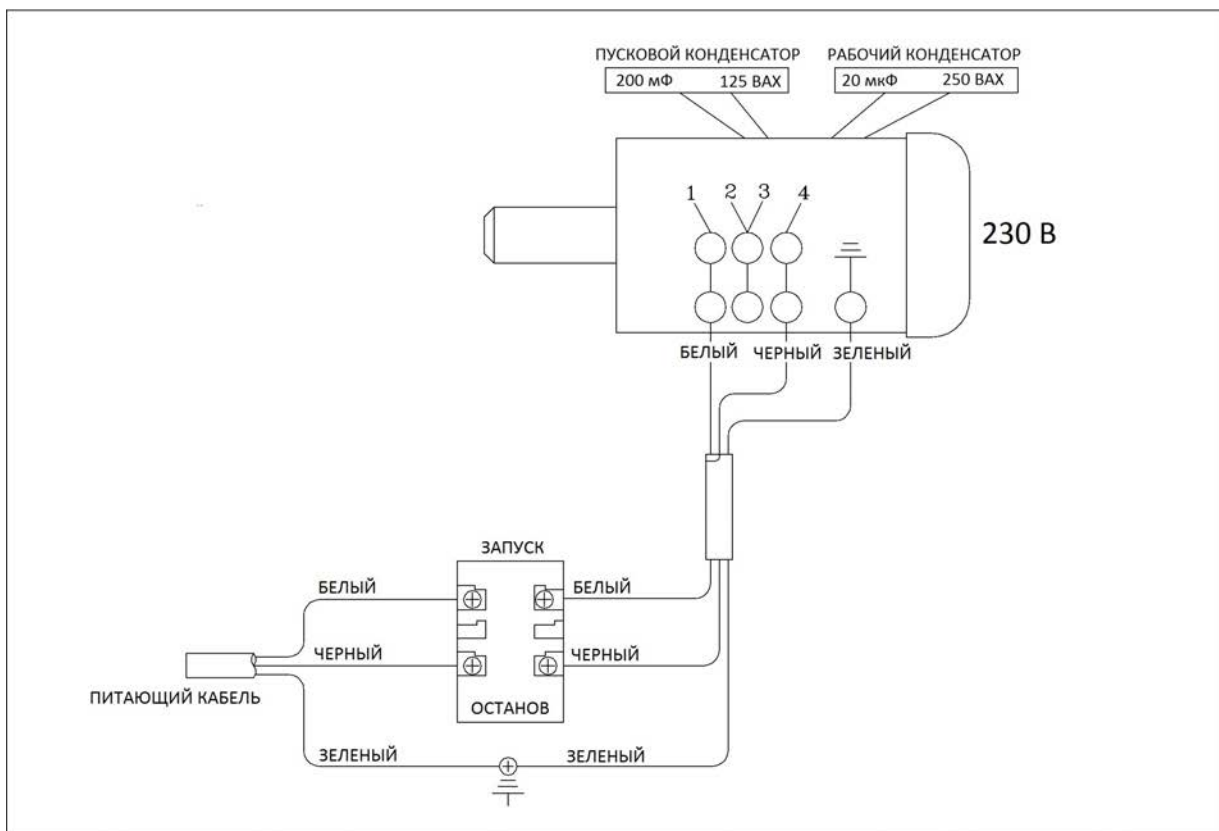 ПУСКОВОЙ КОНДЕНСАТОР РАБОЧИЙ КОНДЕНСАТОР
200 мФ 125 ВАХ 20 мкФ 250 ВАХ
1 2 3 4
230 В
БЕЛЫЙ ЧЕРНЫЙ ЗЕЛЕНЫЙ
ЗАПУСК
БЕЛЫЙ БЕЛЫЙ
ЧЕРНЫЙ ЧЕРНЫЙ
ПИТАЮЩИЙ КАБЕЛЬ
ОСТАНОВ
ЗЕЛЕНЫЙ ЗЕЛЕНЫЙ